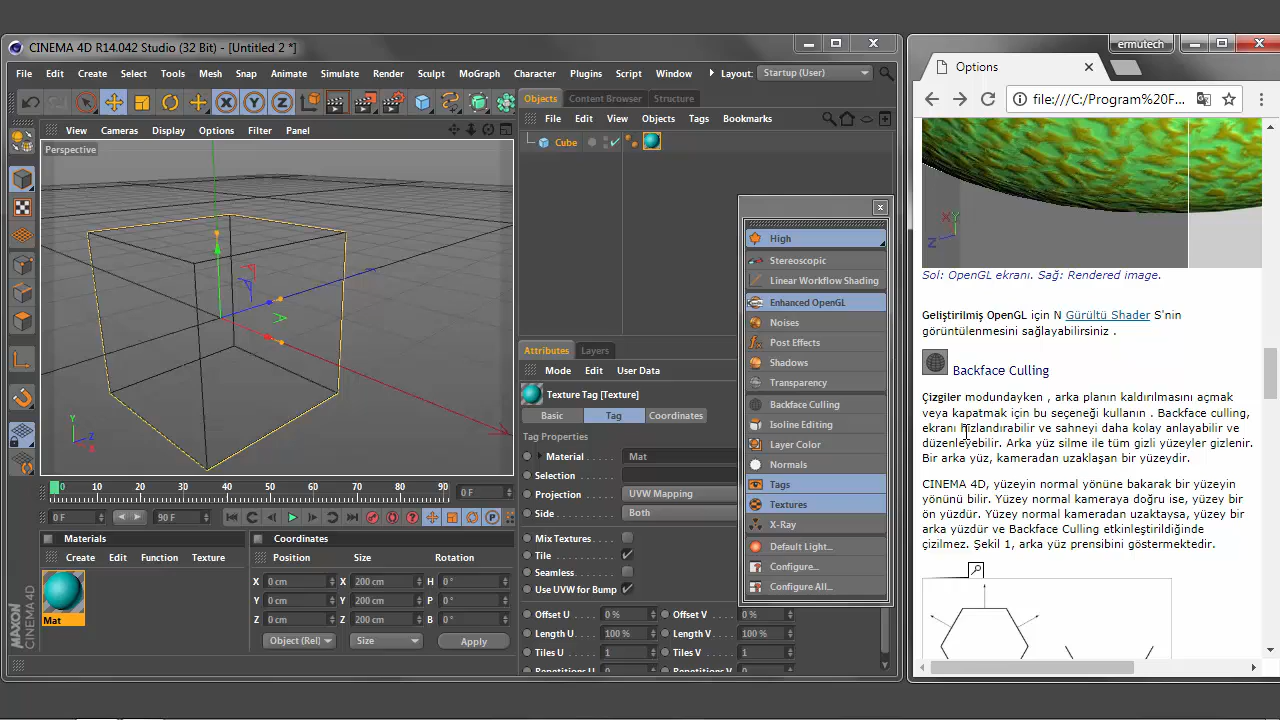 CINEMA 4D R14.042 Studio (32 Bit) - [Untitled 2 *]
File Edit Create Select Tools Mesh Snap Animate Simulate Render Sculpt MoGraph Character Plugins Script Window Layout: Startup (User)
X Y Z
View Cameras Display Options Filter Panel
Perspective
Y
Z
X
0 10 20 30 40 50 60 70 80 90 0 F
0 F 90 F
P
Materials
Create Edit Function Texture
Mat
MAXON
CINEMA 4D
Coordinates
Position Size Rotation
X 0 cm X 200 cm H 0 °
Y 0 cm Y 200 cm P 0 °
Z 0 cm Z 200 cm B 0 °
Object (Rel) Size Apply
Objects Content Browser Structure
File Edit View Objects Tags Bookmarks
Cube
Attributes Layers
Mode Edit User Data
Texture Tag [Texture]
Basic Tag Coordinates
Tag Properties
Material Mat
Selection
Projection UVW Mapping
Side Both
Mix Textures
Tile
Seamless
Use UVW for Bump
Offset U 0 % Offset V 0 %
Length U 100 % Length V 100 %
Tiles U 1 Tiles V 1
Repetitions U 0 Repetitions V 0
High
Stereoscopic
Linear Workflow Shading
Enhanced OpenGL
Noises
Post Effects
Shadows
Transparency
Backface Culling
Isoline Editing
Layer Color
Normals
Tags
Textures
X-Ray
Default Light...
Configure...
Configure All...
ermutech
Options
file:///C:/Program%20F...
X Y
Z
Sol: OpenGL ekranı. Sağ: Rendered image.
Geliştirilmiş OpenGL için N Gürültü Shader S'nin
görüntülenmesini sağlayabilirsiniz .
Backface Culling
Çizgiler modundayken , arka planın kaldırılmasını açmak
veya kapatmak için bu seçeneği kullanın . Backface culling,
ekranı hızlandırabilir ve sahneyi daha kolay anlayabilir ve
düzenleyebilir. Arka yüz silme ile tüm gizli yüzeyler gizlenir.
Bir arka yüz, kameradan uzaklaşan bir yüzeydir.
CINEMA 4D, yüzeyin normal yönüne bakarak bir yüzeyin
yönünü bilir. Yüzey normal kameraya doğru ise, yüzey bir
ön yüzdür. Yüzey normal kameradan uzaktaysa, yüzey bir
arka yüzdür ve Backface Culling etkinleştirildiğinde
çizilmez. Şekil 1, arka yüz prensibini göstermektedir.